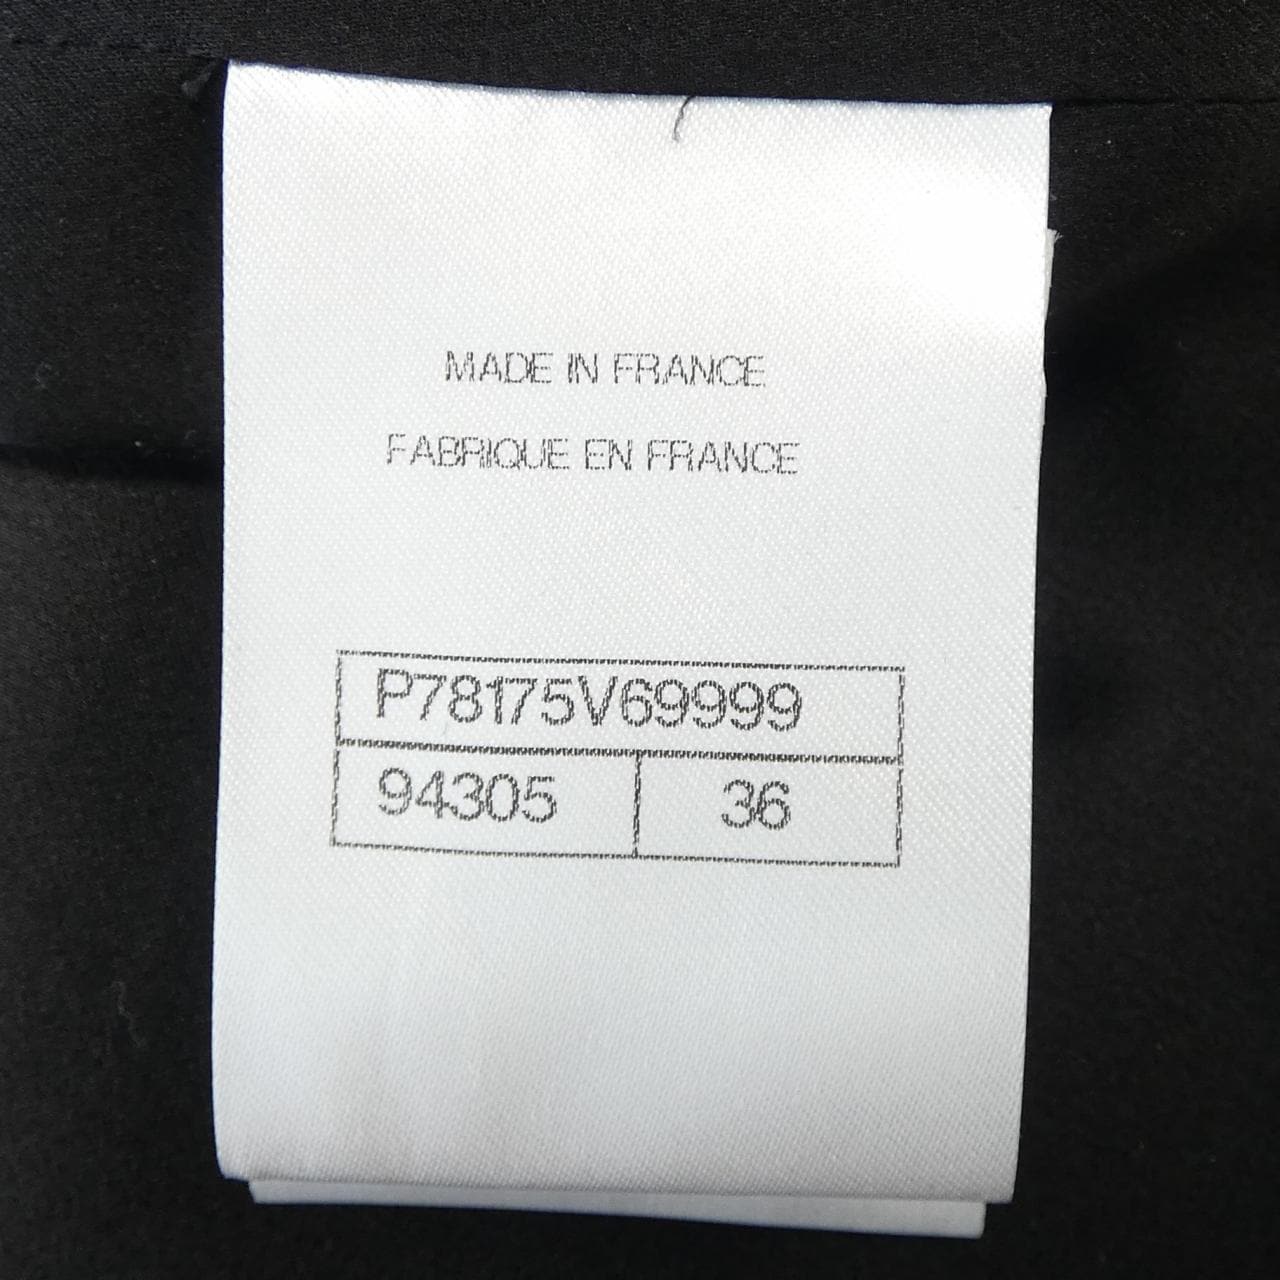 MADE IN FRANCE
FABRIQUE EN FRANCE
P78175V69999
94305 36